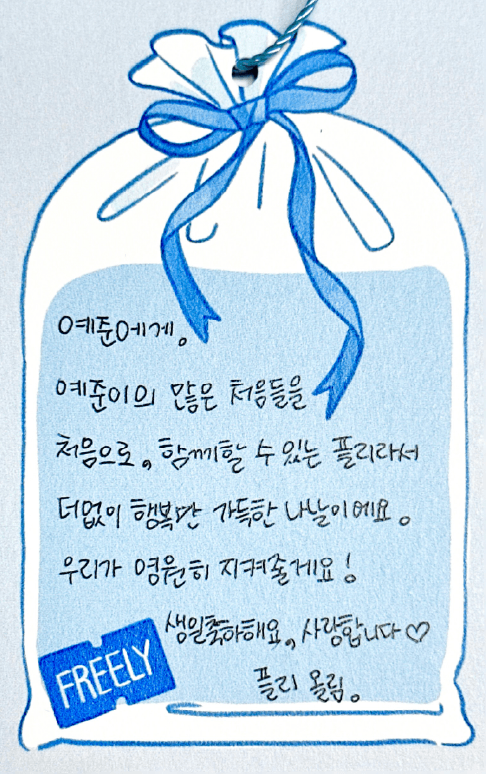 예준에게。
예준이의 많은 처음들을
처음으로。함께할 수 있는 플리라서
더없이 행복만 가득한 나날이에요。
우리가 영원히 지켜줄게요!
생일축하해요。사랑합니다♡
FREELY
플리 올림。